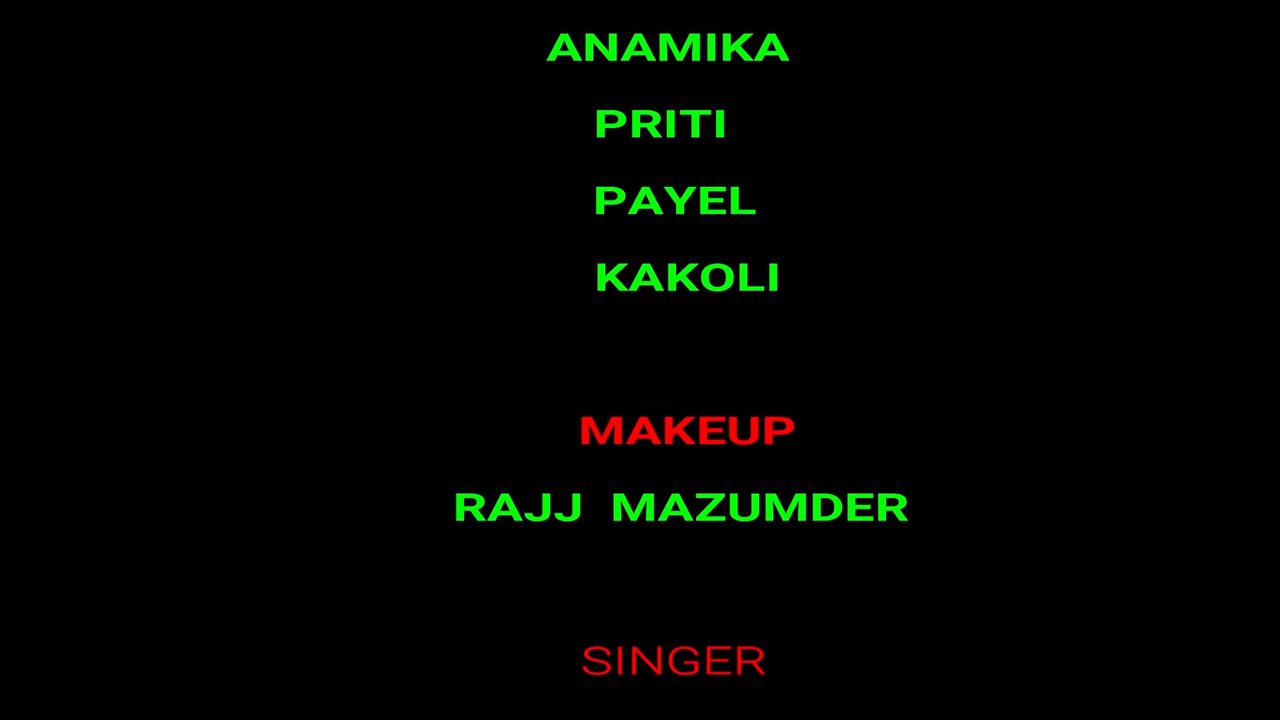 ANAMIKA
PRITI
PAYEL
KAKOLI
MAKEUP
RAJJ MAZUMDER
SINGER